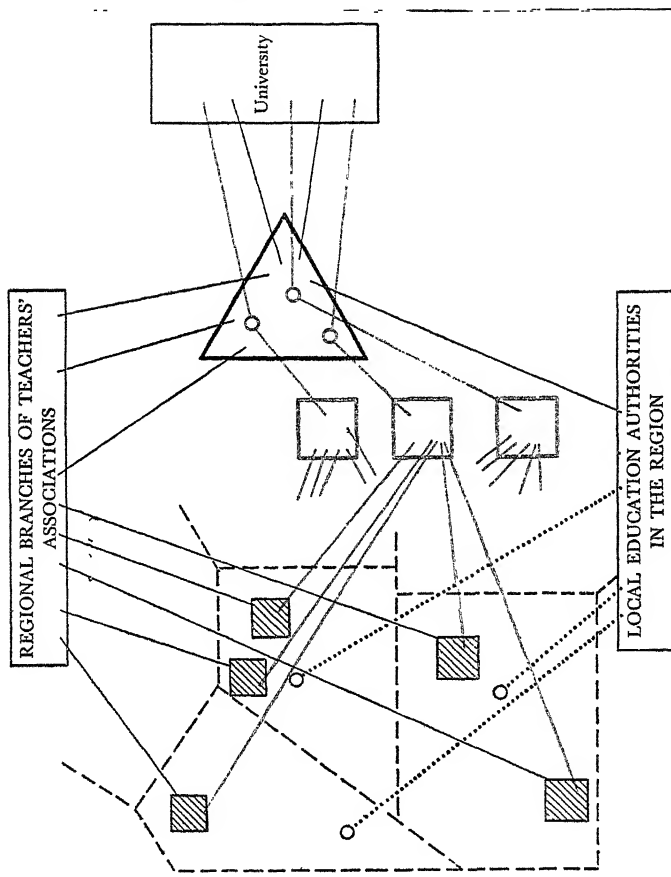 REGIONAL BRANCHES OF TEACHERS'
ASSOCIATIONS
University
LOCAL EDUCATION AUTHORITIES
IN THE REGION